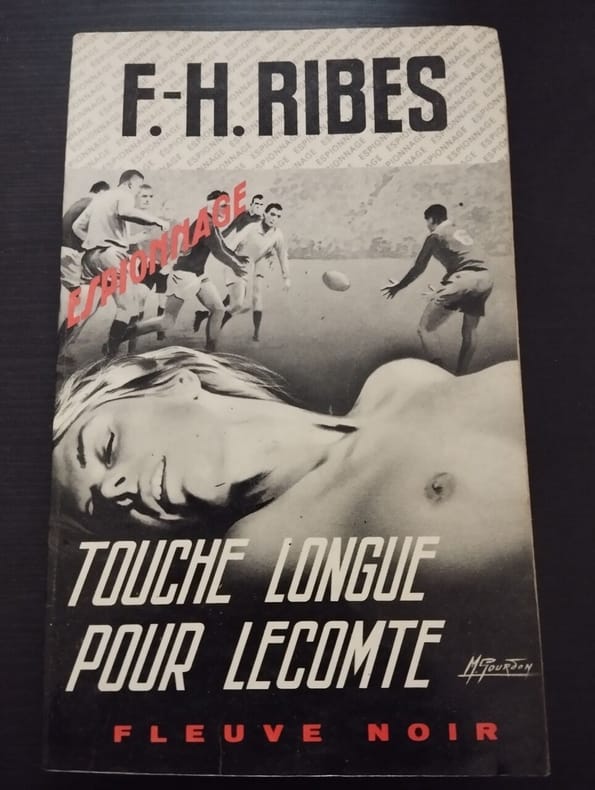 F.-H. RIBES
ESPIONNAGE
TOUCHE LONGUE
POUR LECOMTE
M. Gourdon
FLEUVE NOIR